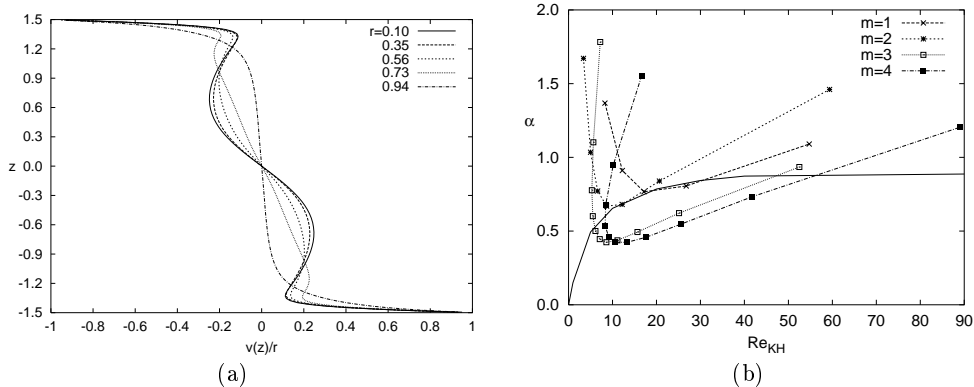 1.5
1.2
0.9
0.6
0.3
0.0
-0.3
-0.6
-0.9
-1.2
-1.5
z
r=0.10
0.35
0.56
0.73
0.94
-1 -0.8 -0.6 -0.4 -0.2 0 0.2 0.4 0.6 0.8 1
v(z)/r
(a)
2.0
1.5
1.0
0.5
0.0
α
m=1
m=2
m=3
m=4
0 10 20 30 40 50 60 70 80 90
Re_KH
(b)